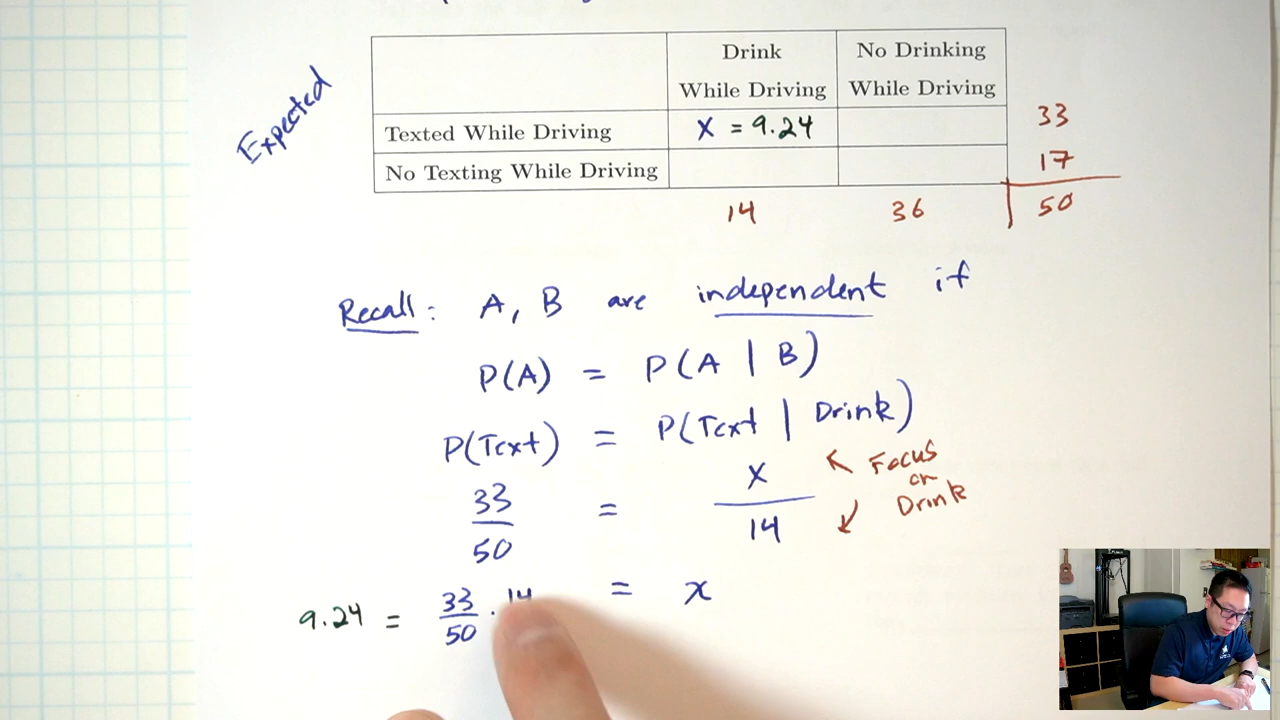 Expected
Drink
While Driving
No Drinking
While Driving
Texted While Driving
x = 9.24
33
No Texting While Driving
17
14
36
50
Recall: A, B are independent if
P(A) = P(A | B)
P(Text) = P(Text | Drink)
33/50 = x/14
Focus
on
Drink
9.24 = 33/50 · 14 = x